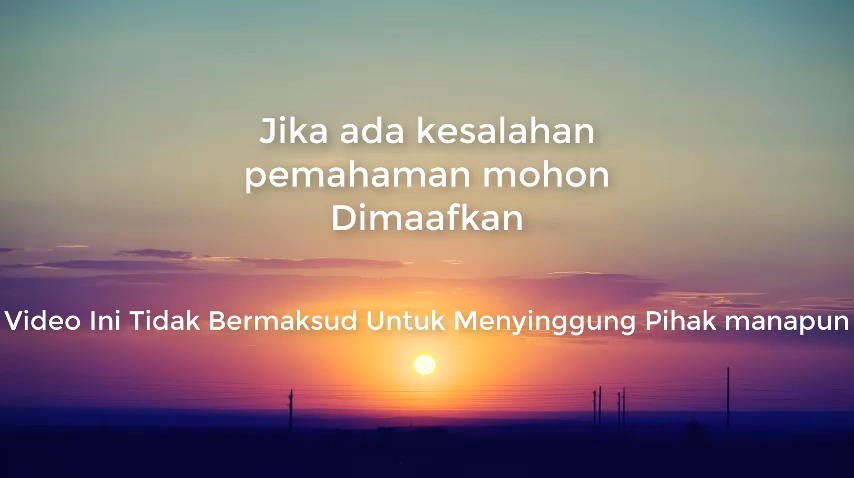 Jika ada kesalahan
pemahaman mohon
Dimaafkan
Video Ini Tidak Bermaksud Untuk Menyinggung Pihak manapun